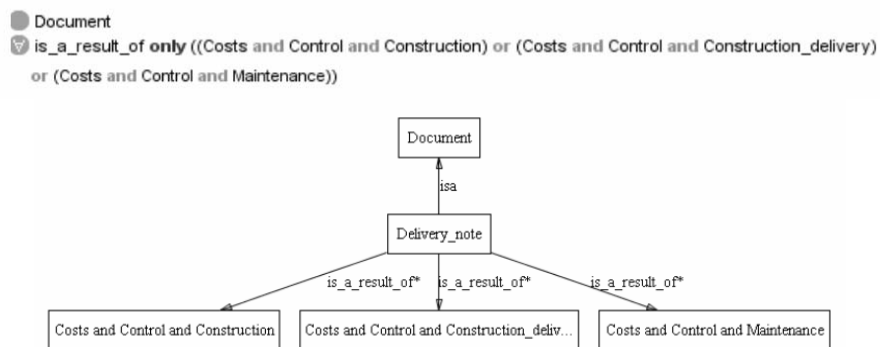 Document
∀ is_a_result_of only ((Costs and Control and Construction) or (Costs and Control and Construction_delivery)
or (Costs and Control and Maintenance))
Document
isa
Delivery_note
is_a_result_of* is_a_result_of* is_a_result_of*
Costs and Control and Construction Costs and Control and Construction_deliv... Costs and Control and Maintenance